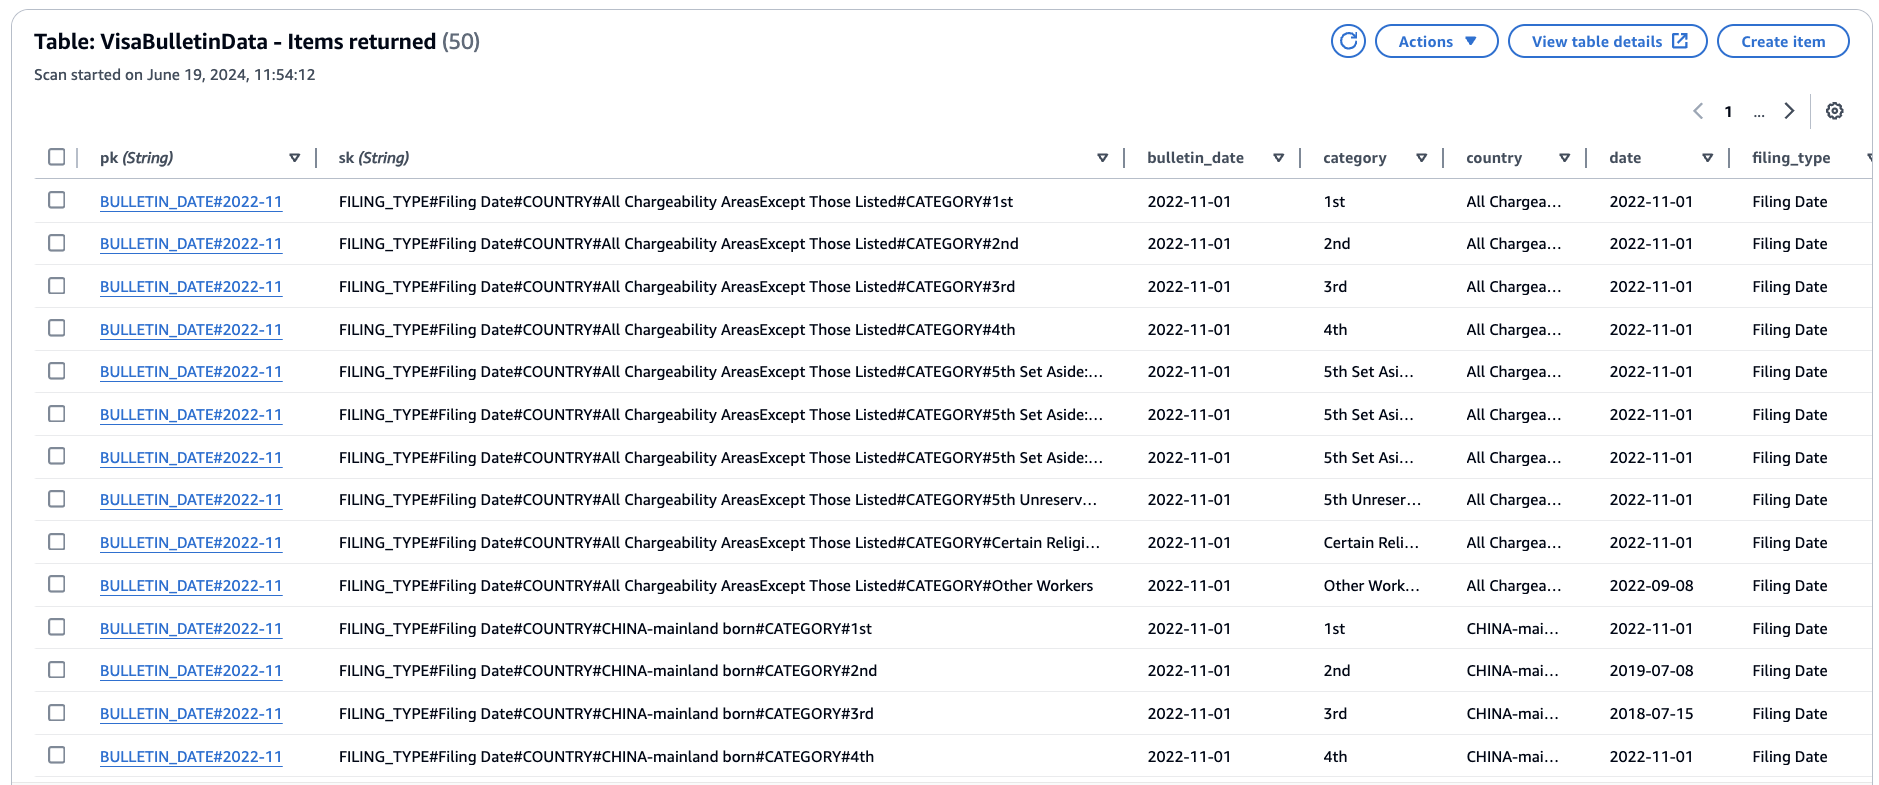 Table: VisaBulletinData - Items returned (50)
Actions View table details Create item
Scan started on June 19, 2024, 11:54:12
1 ...
pk (String) sk (String) bulletin_date category country date filing_type
BULLETIN_DATE#2022-11 FILING_TYPE#Filing Date#COUNTRY#All Chargeability AreasExcept Those Listed#CATEGORY#1st 2022-11-01 1st All Chargea... 2022-11-01 Filing Date
BULLETIN_DATE#2022-11 FILING_TYPE#Filing Date#COUNTRY#All Chargeability AreasExcept Those Listed#CATEGORY#2nd 2022-11-01 2nd All Chargea... 2022-11-01 Filing Date
BULLETIN_DATE#2022-11 FILING_TYPE#Filing Date#COUNTRY#All Chargeability AreasExcept Those Listed#CATEGORY#3rd 2022-11-01 3rd All Chargea... 2022-11-01 Filing Date
BULLETIN_DATE#2022-11 FILING_TYPE#Filing Date#COUNTRY#All Chargeability AreasExcept Those Listed#CATEGORY#4th 2022-11-01 4th All Chargea... 2022-11-01 Filing Date
BULLETIN_DATE#2022-11 FILING_TYPE#Filing Date#COUNTRY#All Chargeability AreasExcept Those Listed#CATEGORY#5th Set Aside:... 2022-11-01 5th Set Asi... All Chargea... 2022-11-01 Filing Date
BULLETIN_DATE#2022-11 FILING_TYPE#Filing Date#COUNTRY#All Chargeability AreasExcept Those Listed#CATEGORY#5th Set Aside:... 2022-11-01 5th Set Asi... All Chargea... 2022-11-01 Filing Date
BULLETIN_DATE#2022-11 FILING_TYPE#Filing Date#COUNTRY#All Chargeability AreasExcept Those Listed#CATEGORY#5th Set Aside:... 2022-11-01 5th Set Asi... All Chargea... 2022-11-01 Filing Date
BULLETIN_DATE#2022-11 FILING_TYPE#Filing Date#COUNTRY#All Chargeability AreasExcept Those Listed#CATEGORY#5th Unreserv... 2022-11-01 5th Unreser... All Chargea... 2022-11-01 Filing Date
BULLETIN_DATE#2022-11 FILING_TYPE#Filing Date#COUNTRY#All Chargeability AreasExcept Those Listed#CATEGORY#Certain Religi... 2022-11-01 Certain Reli... All Chargea... 2022-11-01 Filing Date
BULLETIN_DATE#2022-11 FILING_TYPE#Filing Date#COUNTRY#All Chargeability AreasExcept Those Listed#CATEGORY#Other Workers 2022-11-01 Other Work... All Chargea... 2022-09-08 Filing Date
BULLETIN_DATE#2022-11 FILING_TYPE#Filing Date#COUNTRY#CHINA-mainland born#CATEGORY#1st 2022-11-01 1st CHINA-mai... 2022-11-01 Filing Date
BULLETIN_DATE#2022-11 FILING_TYPE#Filing Date#COUNTRY#CHINA-mainland born#CATEGORY#2nd 2022-11-01 2nd CHINA-mai... 2019-07-08 Filing Date
BULLETIN_DATE#2022-11 FILING_TYPE#Filing Date#COUNTRY#CHINA-mainland born#CATEGORY#3rd 2022-11-01 3rd CHINA-mai... 2018-07-15 Filing Date
BULLETIN_DATE#2022-11 FILING_TYPE#Filing Date#COUNTRY#CHINA-mainland born#CATEGORY#4th 2022-11-01 4th CHINA-mai... 2022-11-01 Filing Date